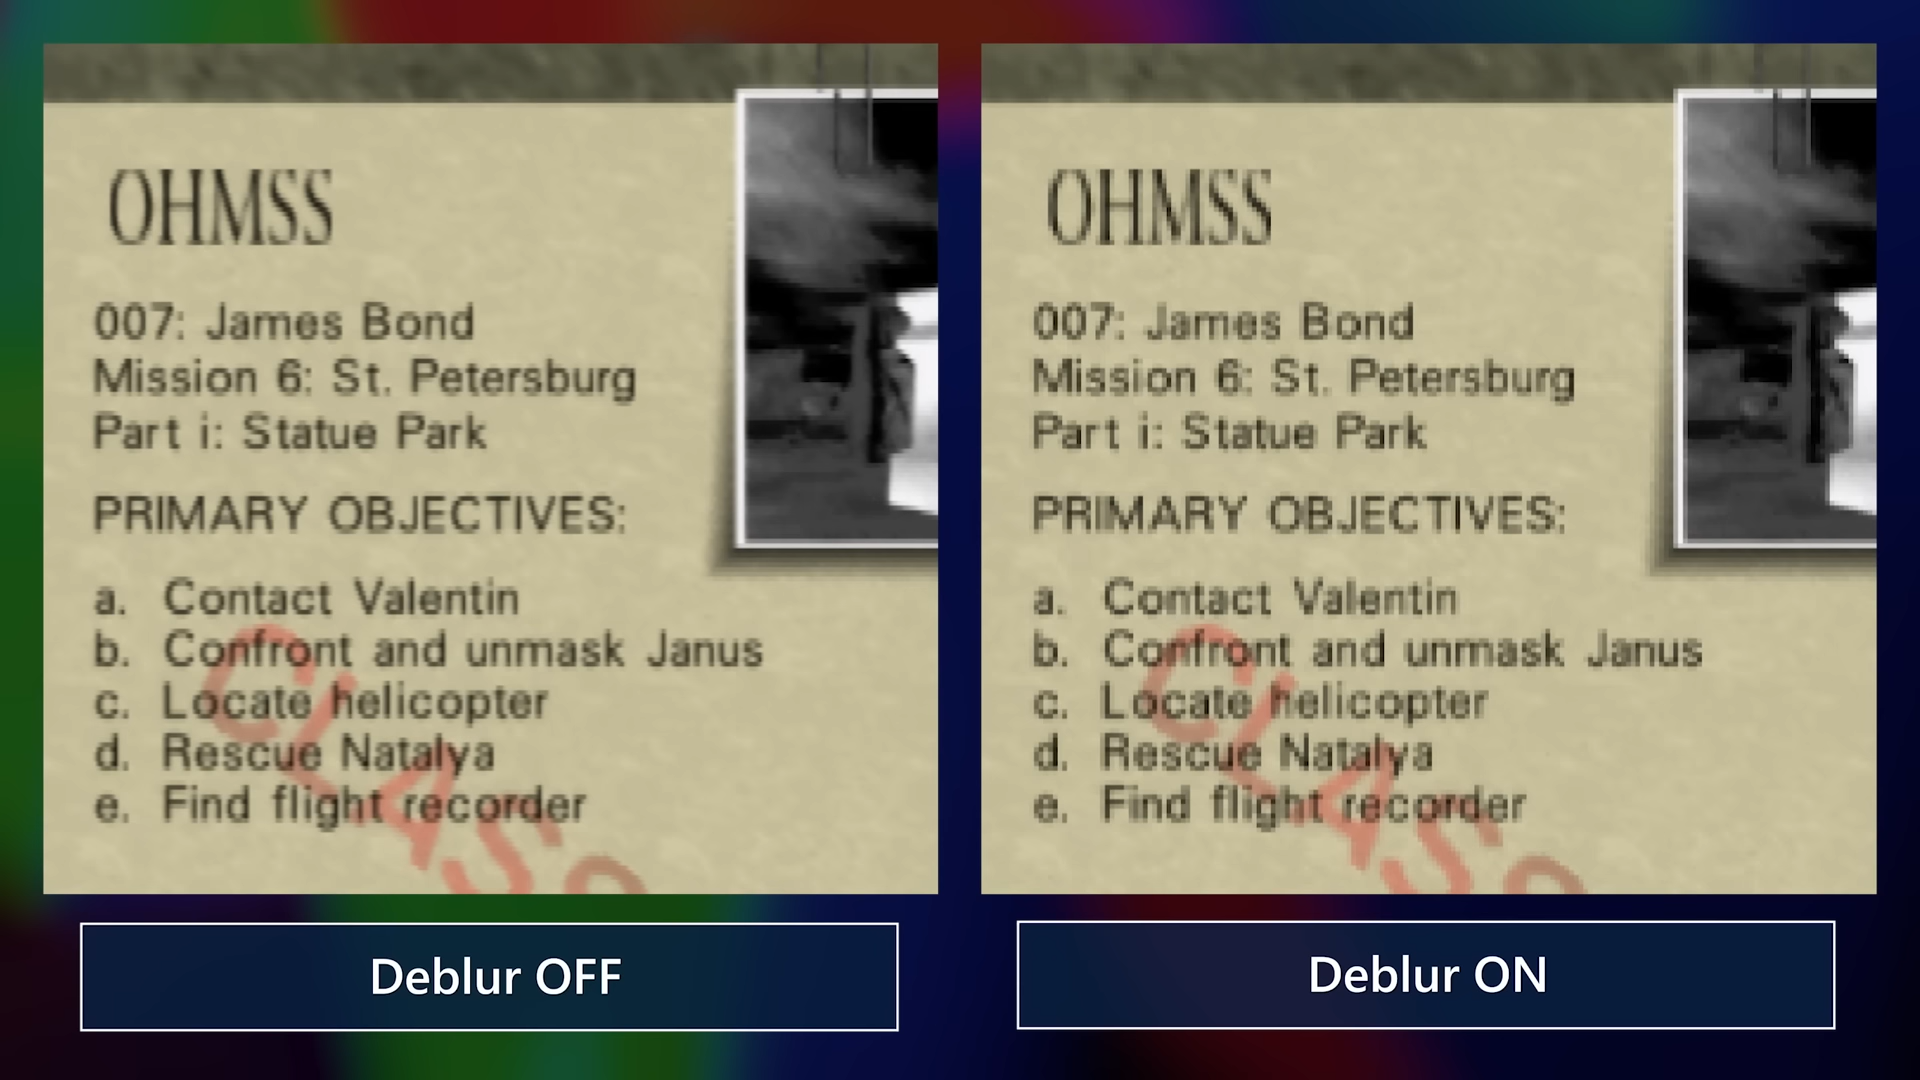 OHMSS
007: James Bond
Mission 6: St. Petersburg
Part i: Statue Park
PRIMARY OBJECTIVES:
a. Contact Valentin
b. Confront and unmask Janus
c. Locate helicopter
d. Rescue Natalya
e. Find flight recorder
CLAS
Deblur OFF
OHMSS
007: James Bond
Mission 6: St. Petersburg
Part i: Statue Park
PRIMARY OBJECTIVES:
a. Contact Valentin
b. Confront and unmask Janus
c. Locate helicopter
d. Rescue Natalya
e. Find flight recorder
CLAS
Deblur ON